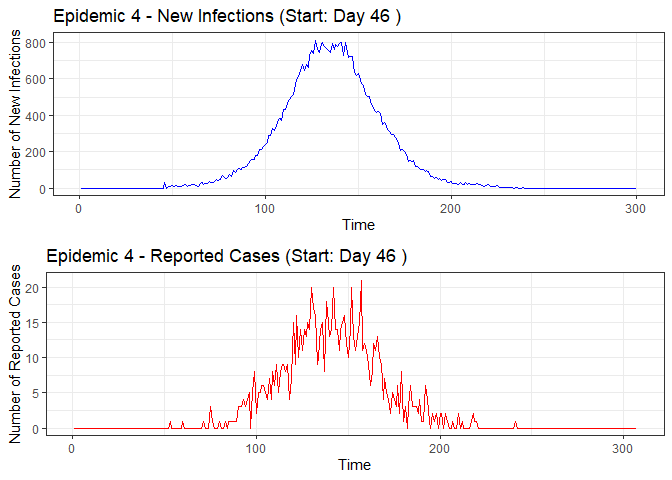 Epidemic 4 - New Infections (Start: Day 46 )
Number of New Infections
800
600
400
200
0
0 100 200 300
Time
Epidemic 4 - Reported Cases (Start: Day 46 )
Number of Reported Cases
20
15
10
5
0
0 100 200 300
Time